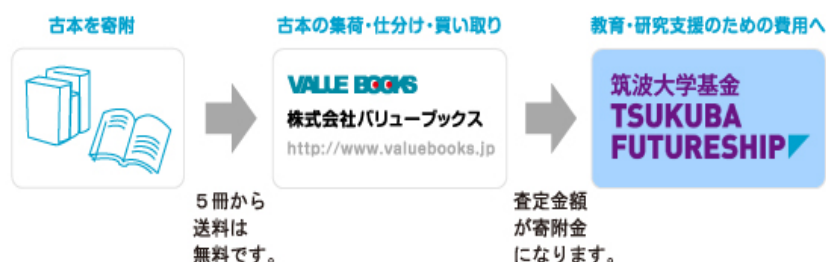 古本を寄附
古本の集荷・仕分け・買い取り
教育・研究支援のための費用へ
VALUE BOOKS
株式会社バリューブックス
http://www.valuebooks.jp
筑波大学基金
TSUKUBA
FUTURESHIP
５冊から
送料は
無料です。
査定金額
が寄附金
になります。